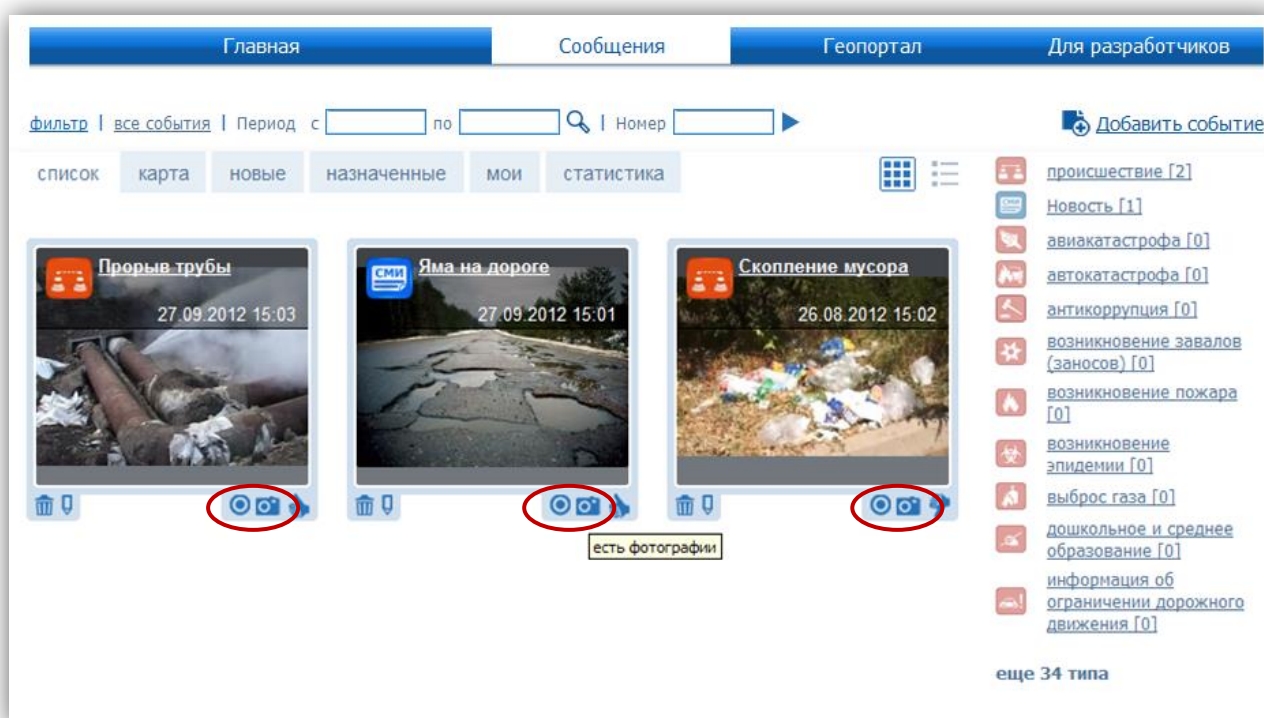 Главная Сообщения Геопортал Для разработчиков
фильтр | все события | Период с по | Номер Добавить событие
список карта новые назначенные мои статистика
Прорыв трубы
27.09.2012 15:03
СМИ Яма на дороге
27.09.2012 15:01
Скопление мусора
26.08.2012 15:02
есть фотографии
происшествие [2]
СМИ Новость [1]
авиакатастрофа [0]
автокатастрофа [0]
антикоррупция [0]
возникновение завалов
(заносов) [0]
возникновение пожара
[0]
возникновение
эпидемии [0]
выброс газа [0]
дошкольное и среднее
образование [0]
информация об
ограничении дорожного
движения [0]
еще 34 типа